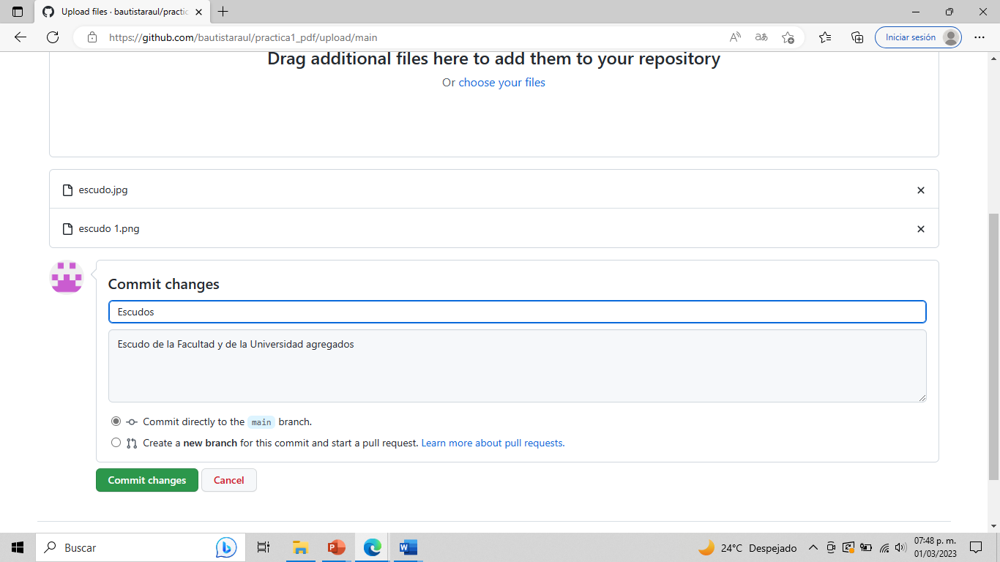 Upload files · bautistaraul/practic
https://github.com/bautistaraul/practica1_pdf/upload/main
Iniciar sesión
Drag additional files here to add them to your repository
Or choose your files
escudo.jpg
escudo 1.png
Commit changes
Escudos
Escudo de la Facultad y de la Universidad agregados
Commit directly to the main branch.
Create a new branch for this commit and start a pull request. Learn more about pull requests.
Commit changes Cancel
Buscar
24°C Despejado
07:48 p. m.
01/03/2023